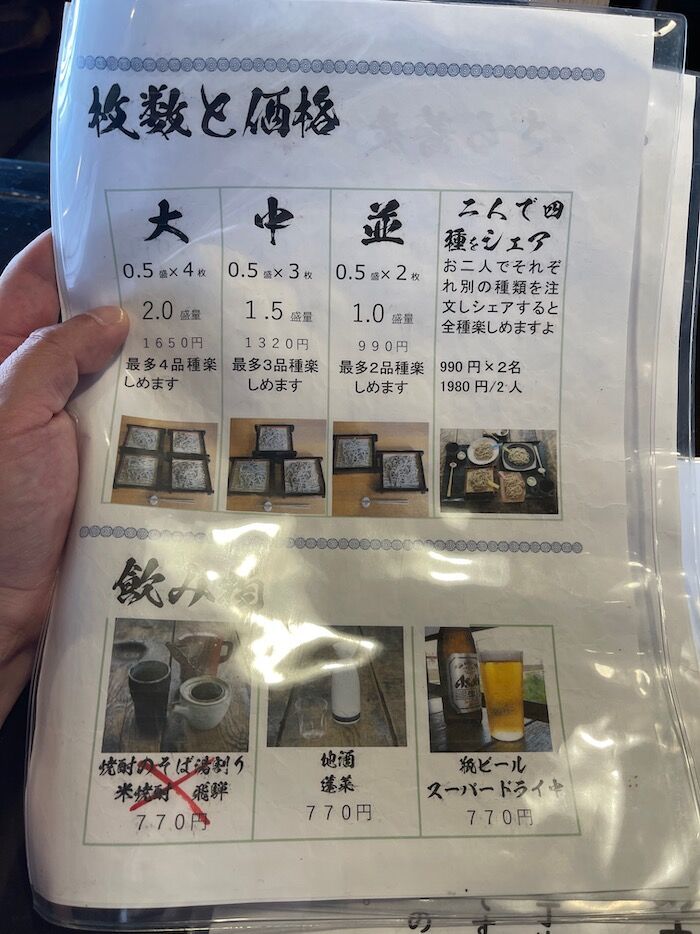 枚数と価格
大
0.5盛×4枚
2.0盛量
1650円
最多4品種楽
しめます
中
0.5盛×3枚
1.5盛量
1320円
最多3品種楽
しめます
並
0.5盛×2枚
1.0盛量
990円
最多2品種楽
しめます
二人で四
種をシェア
お二人でそれぞ
れ別の種類を注
文しシェアすると
全種楽しめますよ
990円×2名
1980円/2人
飲み物
焼酎のそば湯割り
米焼酎 飛騨
770円
地酒
蓬莱
770円
Asahi
瓶ビール
スーパードライ中
770円